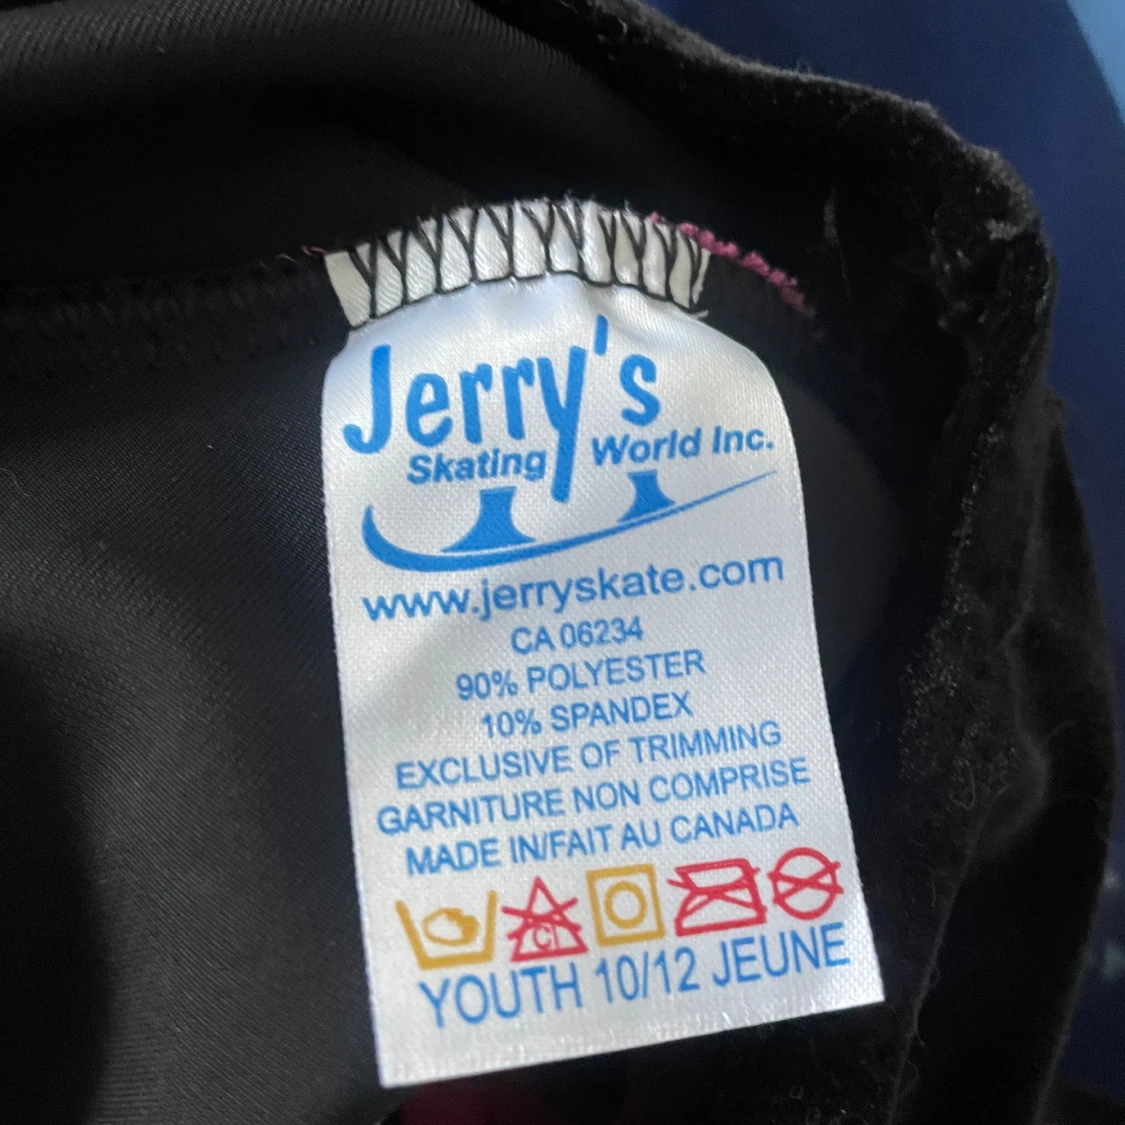 Jerry's
Skating World Inc.
www.jerryskate.com
CA 06234
90% POLYESTER
10% SPANDEX
EXCLUSIVE OF TRIMMING
GARNITURE NON COMPRISE
MADE IN/FAIT AU CANADA
Cl
YOUTH 10/12 JEUNE